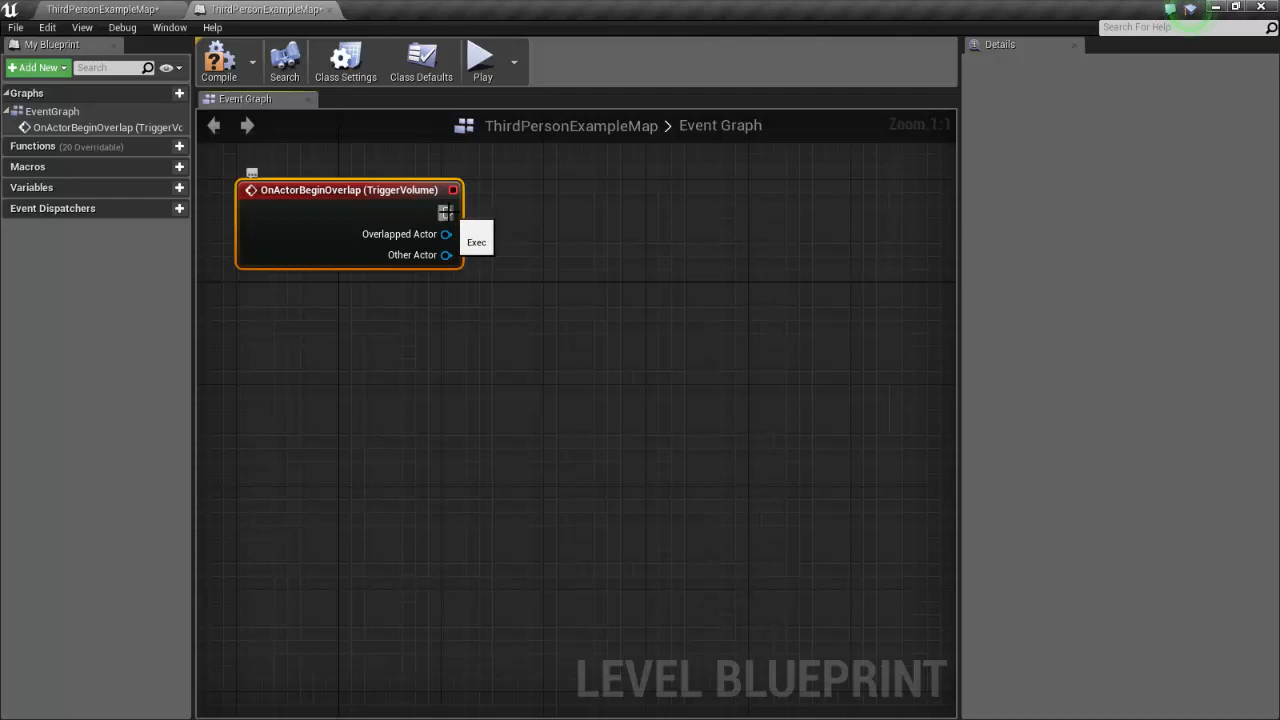 ThirdPersonExampleMap*
ThirdPersonExampleMap*
File Edit View Debug Window Help
Search For Help
My Blueprint
Add New
Search
Graphs
EventGraph
OnActorBeginOverlap (TriggerVc
Functions (20 Overridable)
Macros
Variables
Event Dispatchers
Compile
Search
Class Settings
Class Defaults
Play
Event Graph
ThirdPersonExampleMap > Event Graph
Zoom 1:1
OnActorBeginOverlap (TriggerVolume)
Overlapped Actor
Other Actor
Exec
LEVEL BLUEPRINT
Details